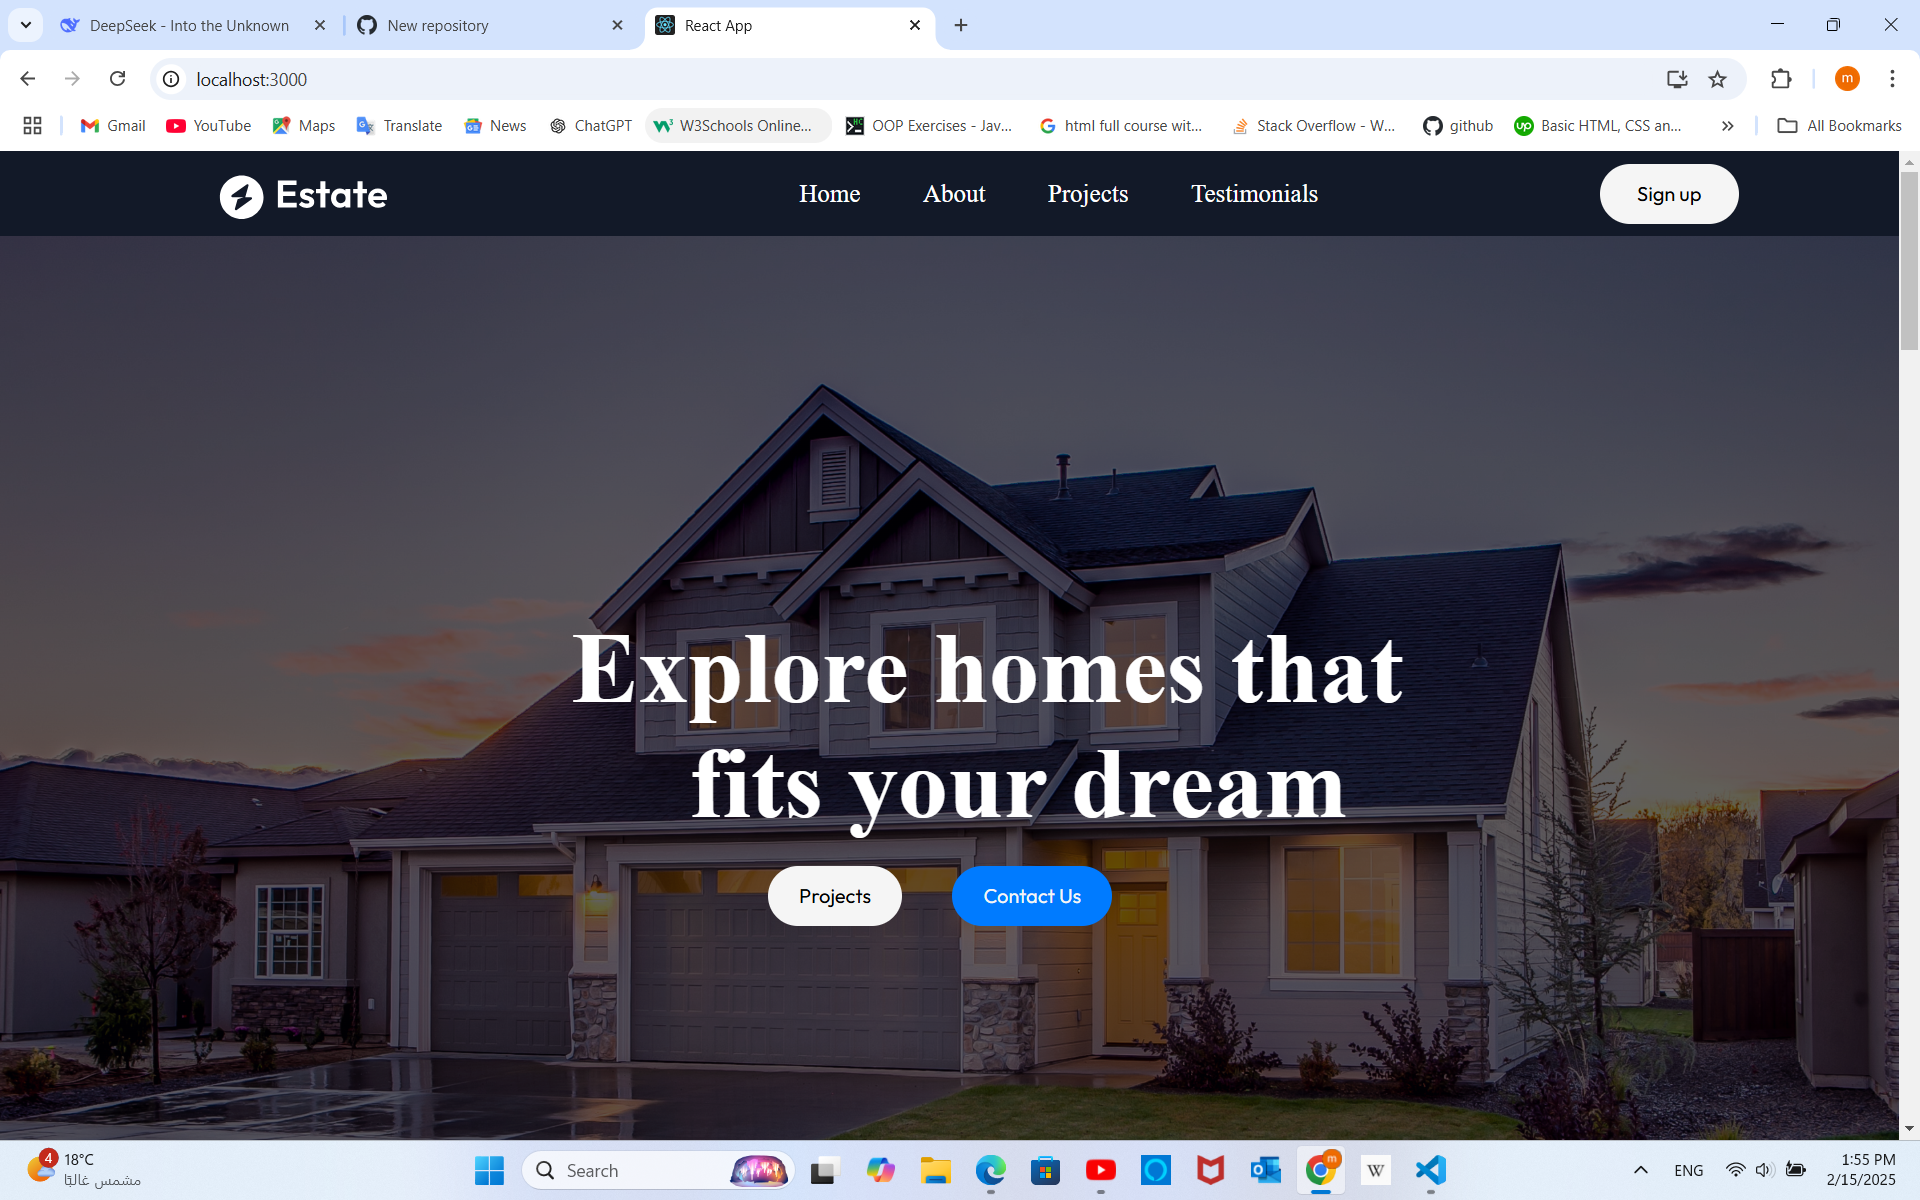 DeepSeek - Into the Unknown
New repository
React App
localhost:3000
m
Gmail
YouTube
Maps
Translate
News
ChatGPT
W3Schools Online...
OOP Exercises - Jav...
html full course wit...
Stack Overflow - W...
github
Basic HTML, CSS an...
All Bookmarks
Estate
Home
About
Projects
Testimonials
Sign up
Explore homes that
fits your dream
Projects
Contact Us
4
18°C
مشمس غالبًا
Search
m
W
ENG
1:55 PM
2/15/2025